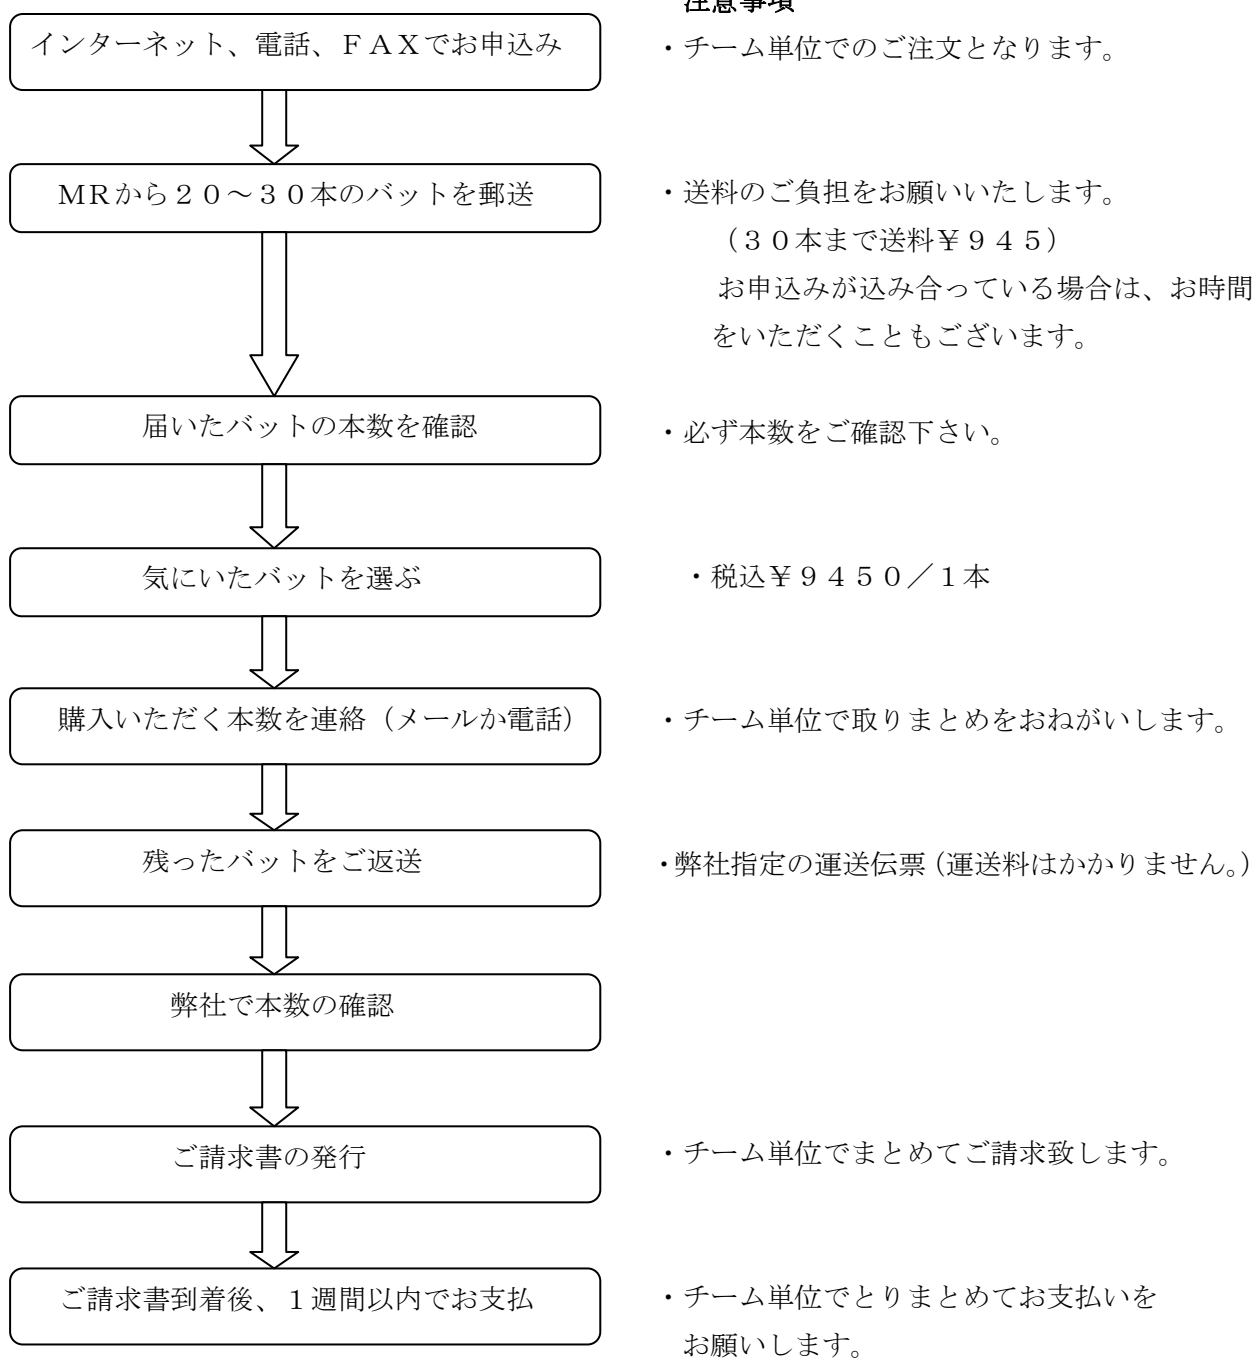 注意事項
インターネット、電話、ＦＡＸでお申込み
・チーム単位でのご注文となります。
ＭＲから２０～３０本のバットを郵送
・送料のご負担をお願いいたします。
（３０本まで送料￥９４５）
お申込みが込み合っている場合は、お時間
をいただくこともございます。
届いたバットの本数を確認
・必ず本数をご確認下さい。
気にいたバットを選ぶ
・税込￥９４５０／１本
購入いただく本数を連絡（メールか電話）
・チーム単位で取りまとめをおねがいします。
残ったバットをご返送
・弊社指定の運送伝票（運送料はかかりません。）
弊社で本数の確認
ご請求書の発行
・チーム単位でまとめてご請求致します。
ご請求書到着後、１週間以内でお支払
・チーム単位でとりまとめてお支払いを
お願いします。